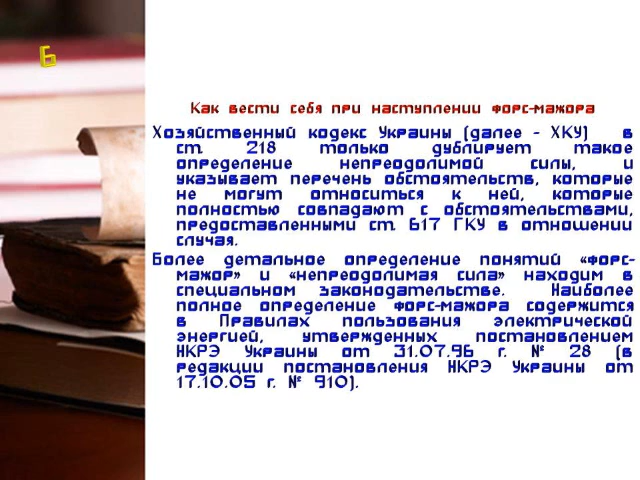 6
Как вести себя при наступлении форс-мажора
Хозяйственный кодекс Украины (далее - ХКУ) в
ст. 218 только дублирует такое
определение непреодолимой силы, и
указывает перечень обстоятельств, которые
не могут относиться к ней, которые
полностью совпадают с обстоятельствами,
предоставленными ст. 617 ГКУ в отношении
случая.
Более детальное определение понятий «форс-
мажор» и «непреодолимая сила» находим в
специальном законодательстве. Наиболее
полное определение форс-мажора содержится
в Правилах пользования электрической
энергией, утвержденных постановлением
НКРЭ Украины от 31.07.96 г. № 28 (в
редакции постановления НКРЭ Украины от
17.10.05 г. № 910).